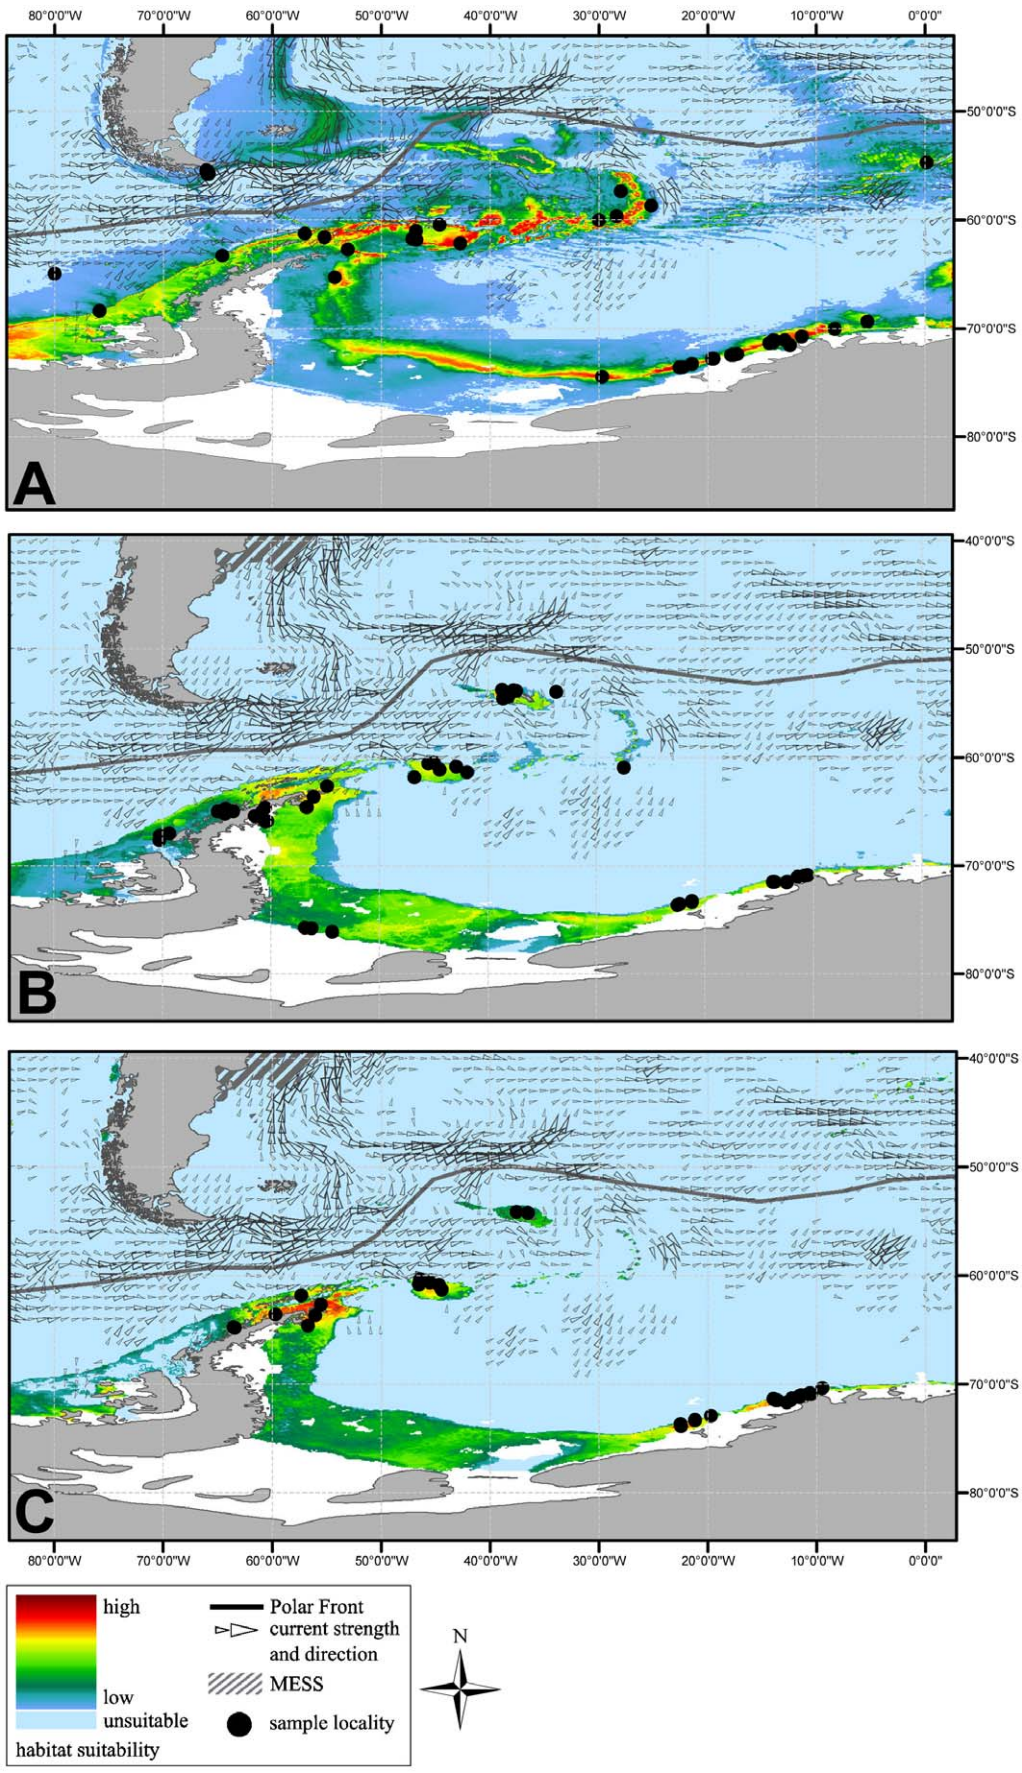 80°0'0"W 70°0'0"W 60°0'0"W 50°0'0"W 40°0'0"W 30°0'0"W 20°0'0"W 10°0'0"W 0°0'0"
50°0'0"S
60°0'0"S
70°0'0"S
80°0'0"S
A
40°0'0"S
50°0'0"S
60°0'0"S
70°0'0"S
80°0'0"S
B
40°0'0"S
50°0'0"S
60°0'0"S
70°0'0"S
80°0'0"S
C
80°0'0"W 70°0'0"W 60°0'0"W 50°0'0"W 40°0'0"W 30°0'0"W 20°0'0"W 10°0'0"W 0°0'0"
high
low
unsuitable
habitat suitability
Polar Front
current strength
and direction
MESS
sample locality
N